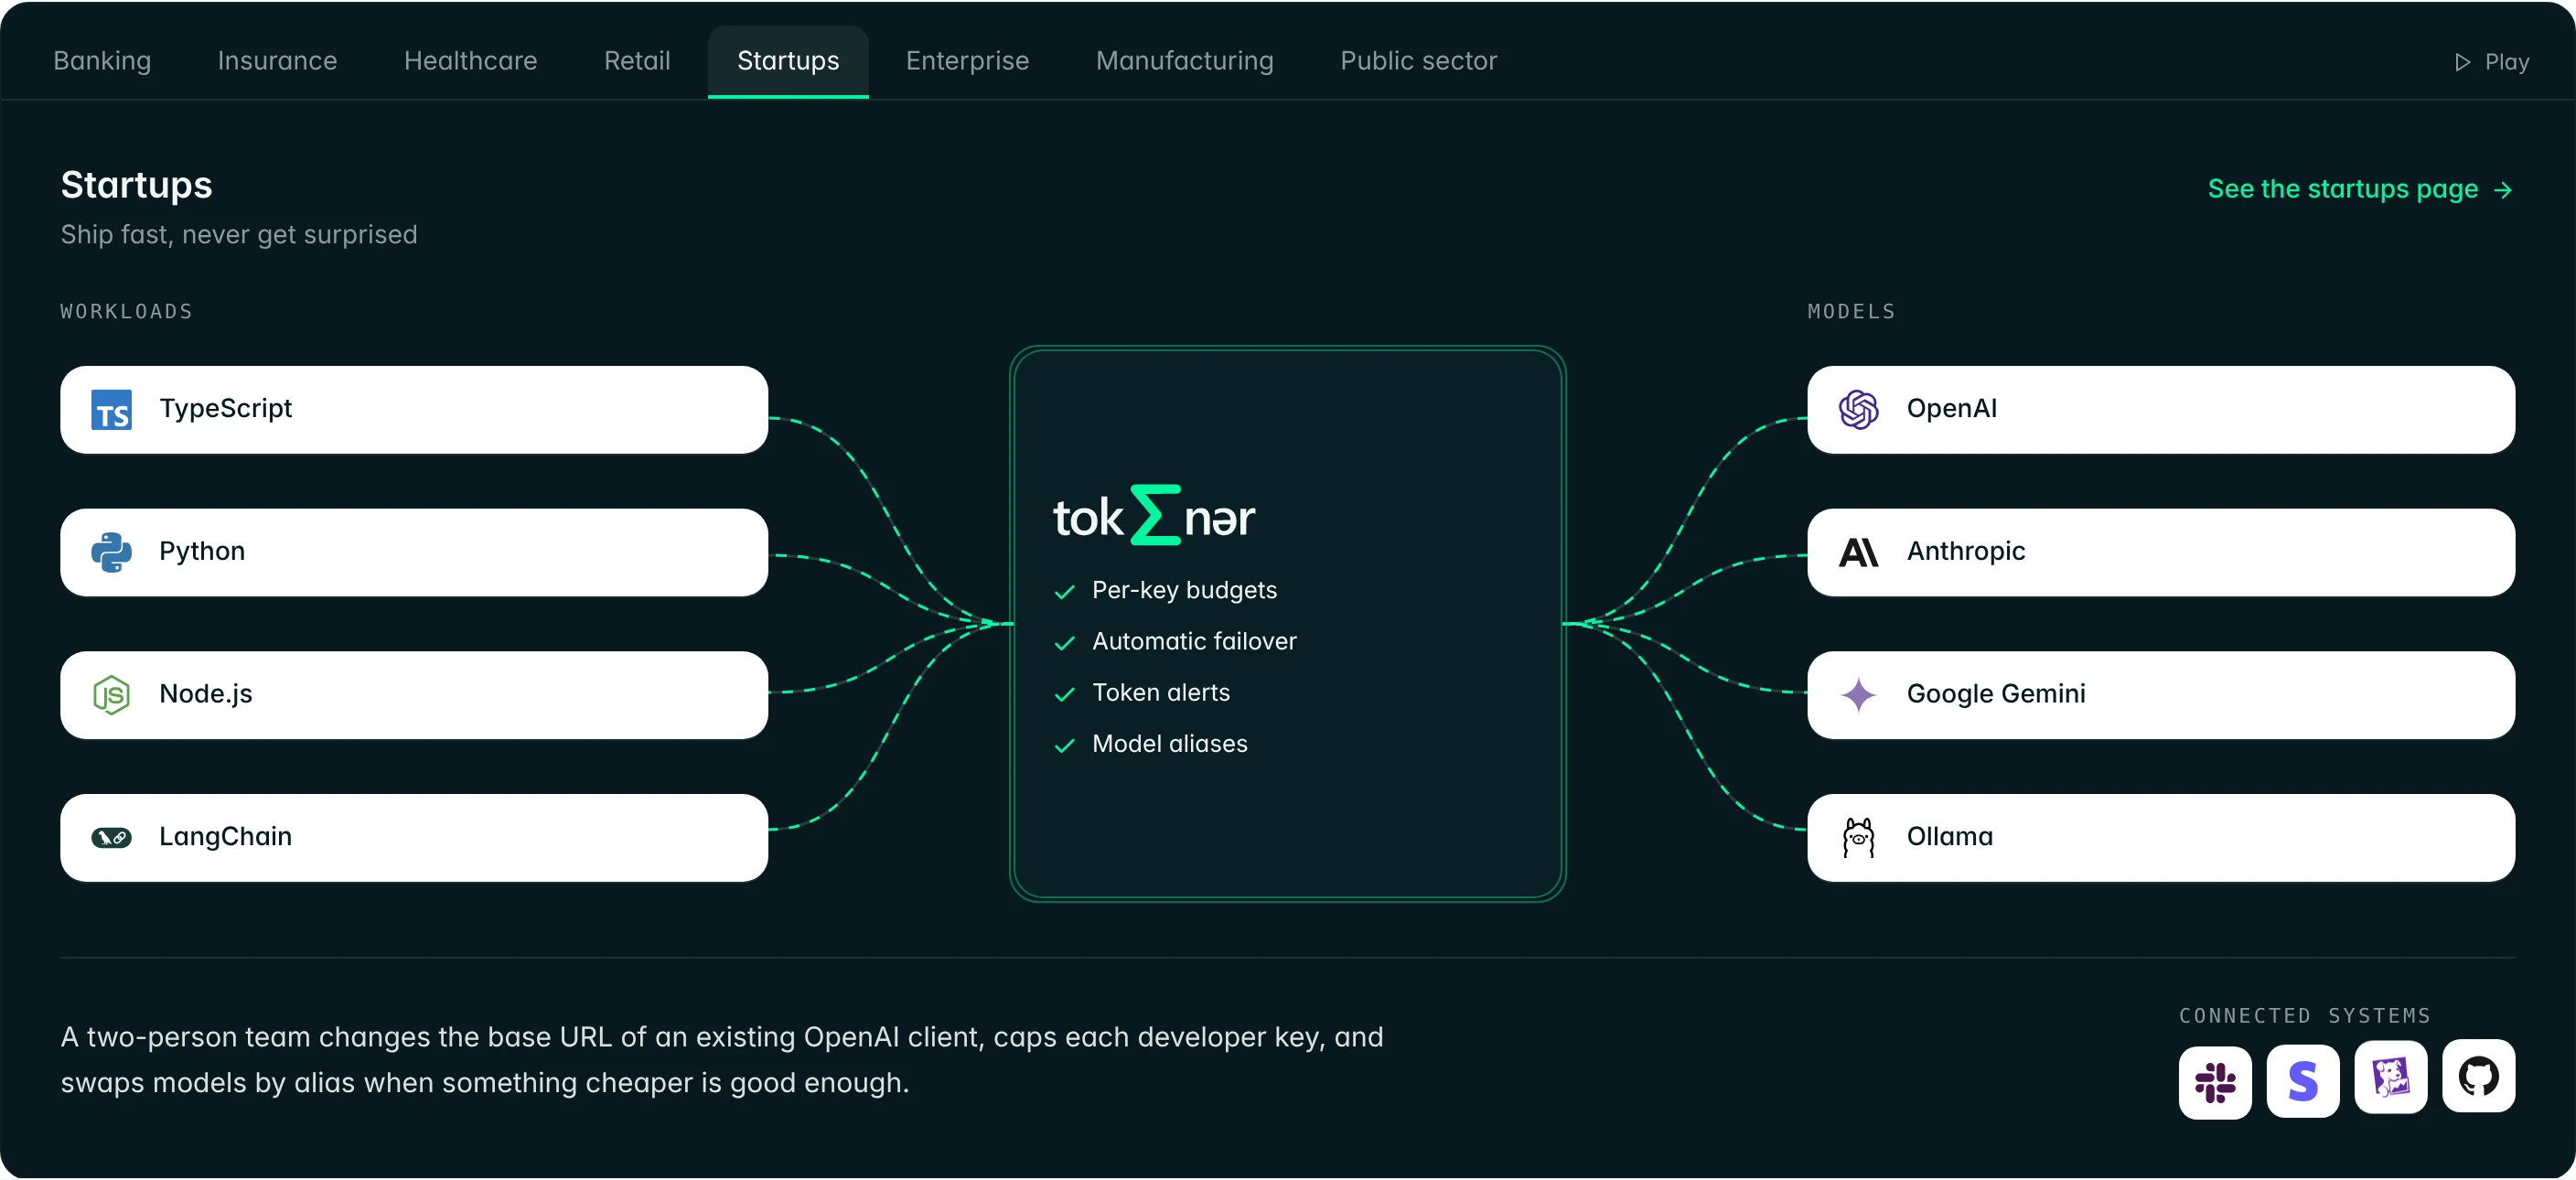 Banking
Insurance
Healthcare
Retail
Startups
Enterprise
Manufacturing
Public sector
Play
Startups
See the startups page →
Ship fast, never get surprised
WORKLOADS
TS TypeScript
Python
JS Node.js
LangChain
tokΣnər
Per-key budgets
Automatic failover
Token alerts
Model aliases
MODELS
OpenAI
Anthropic
Google Gemini
Ollama
A two-person team changes the base URL of an existing OpenAI client, caps each developer key, and
swaps models by alias when something cheaper is good enough.
CONNECTED SYSTEMS
S